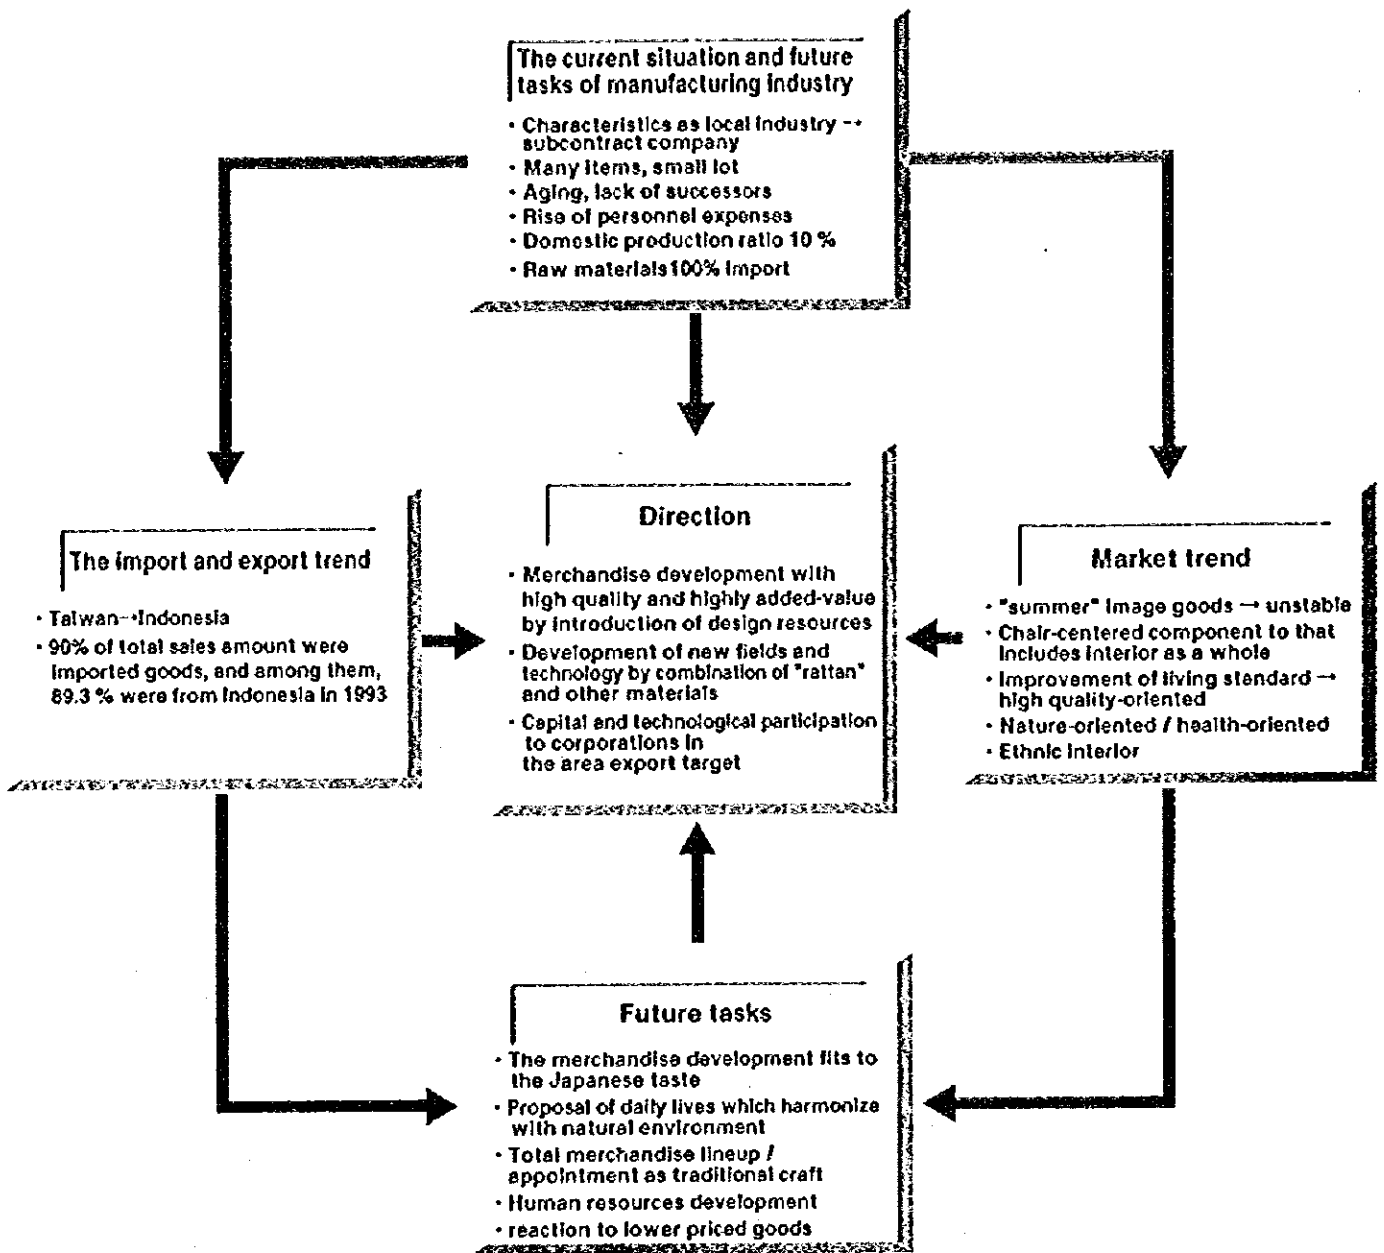 The current situation and future
tasks of manufacturing industry
· Characteristics as local industry →
subcontract company
· Many items, small lot
· Aging, lack of successors
· Rise of personnel expenses
· Domestic production ratio 10 %
· Raw materials100% import
The import and export trend
· Taiwan→Indonesia
· 90% of total sales amount were
imported goods, and among them,
89.3 % were from Indonesia in 1993
Direction
· Merchandise development with
high quality and highly added-value
by introduction of design resources
· Development of new fields and
technology by combination of "rattan"
and other materials
· Capital and technological participation
to corporations in
the area export target
Market trend
· "summer" image goods → unstable
· Chair-centered component to that
includes interior as a whole
· Improvement of living standard →
high quality-oriented
· Nature-oriented / health-oriented
· Ethnic interior
Future tasks
· The merchandise development fits to
the Japanese taste
· Proposal of daily lives which harmonize
with natural environment
· Total merchandise lineup /
appointment as traditional craft
· Human resources development
· reaction to lower priced goods